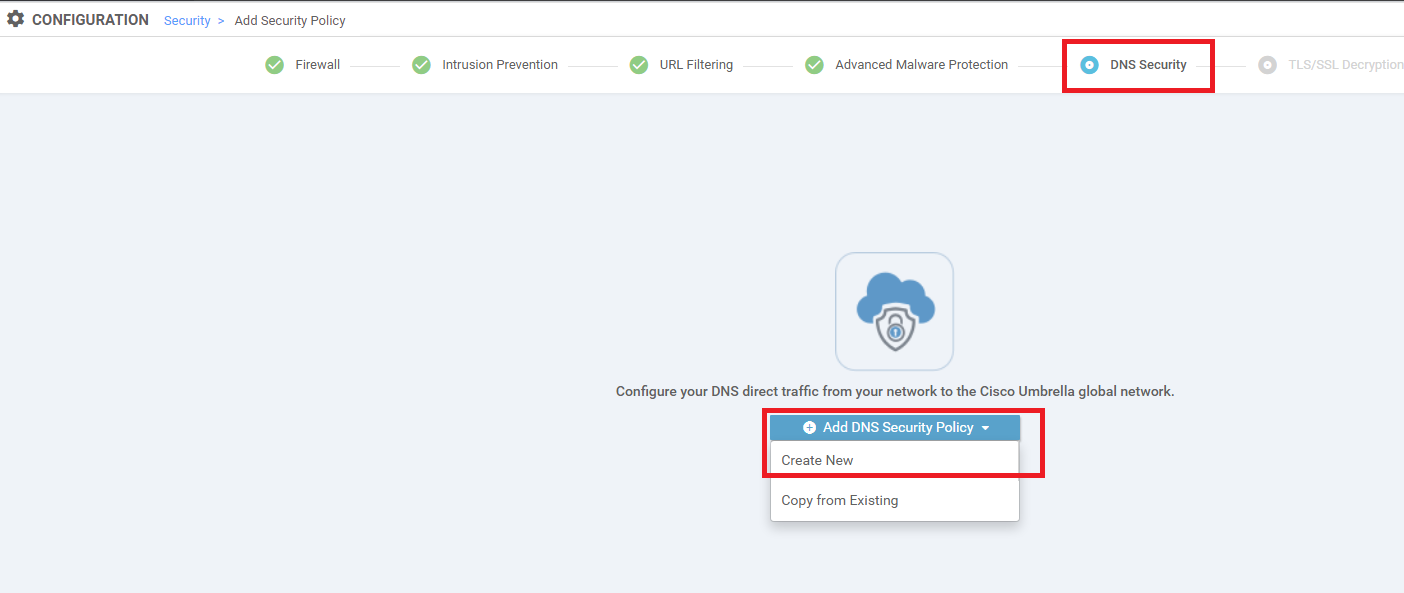 CONFIGURATION Security > Add Security Policy
Firewall Intrusion Prevention URL Filtering Advanced Malware Protection DNS Security TLS/SSL Decryption
Configure your DNS direct traffic from your network to the Cisco Umbrella global network.
Add DNS Security Policy
Create New
Copy from Existing